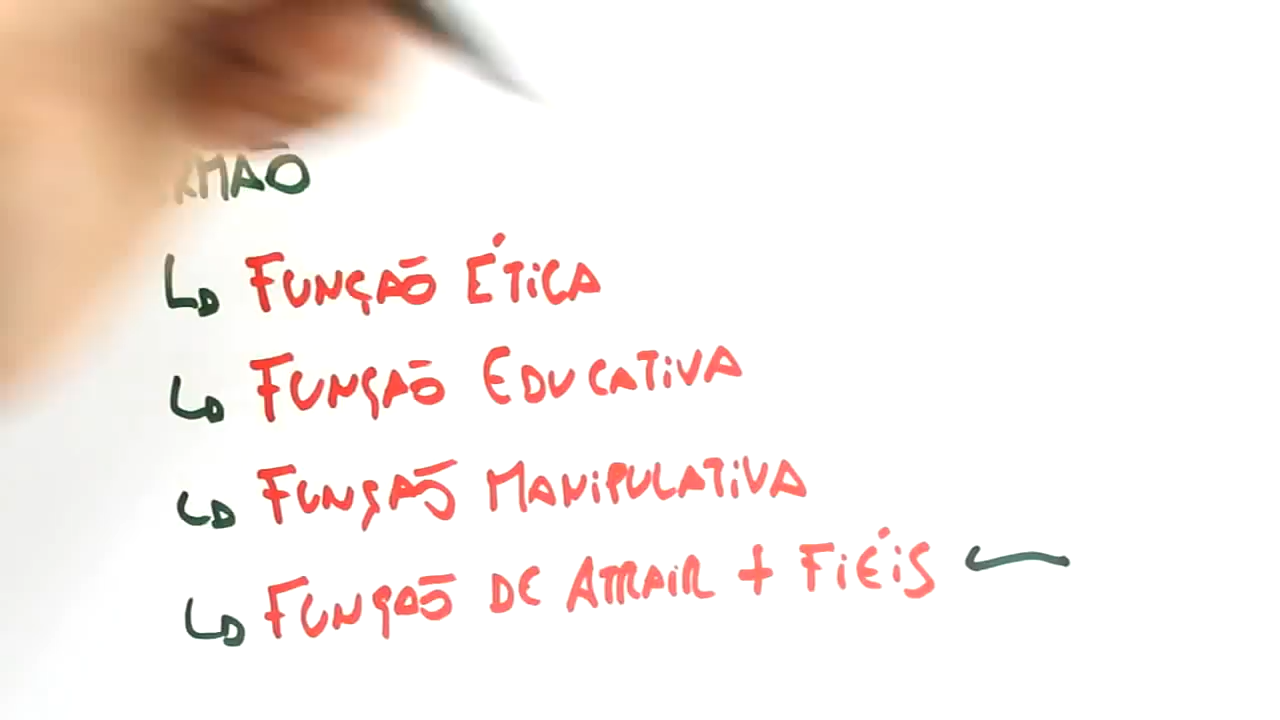 RMÃO
FUNÇÃO ÉTICA
FUNÇÃO EDUCATIVA
FUNÇÃO MANIPULATIVA
FUNÇÃO DE ATRAIR + FIÉIS